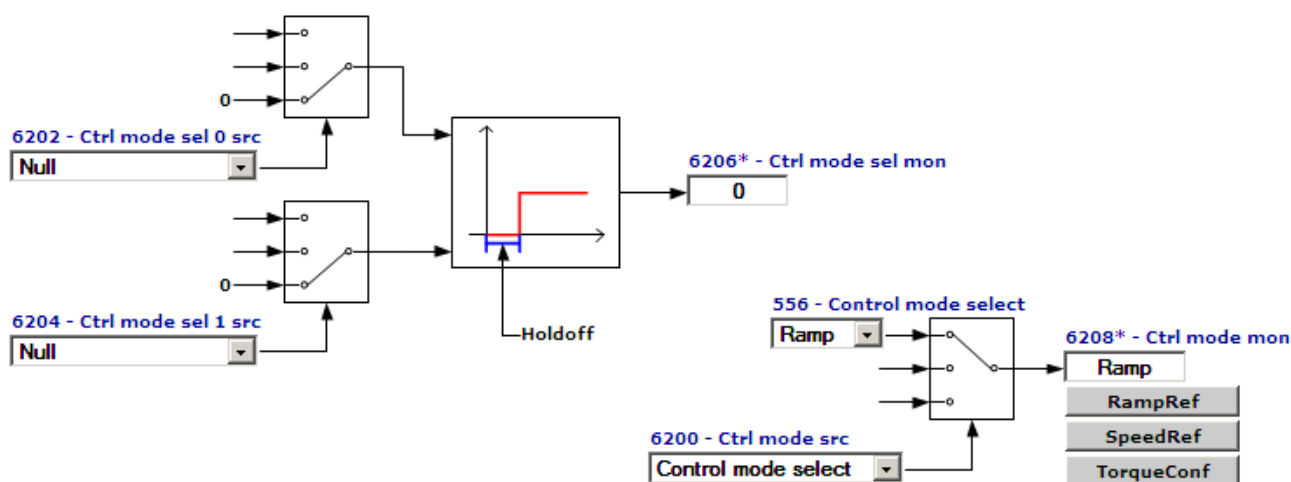 0
6202 - Ctrl mode sel 0 src
Null
6206* - Ctrl mode sel mon
0
0
6204 - Ctrl mode sel 1 src
Null
Holdoff
556 - Control mode select
Ramp
6208* - Ctrl mode mon
Ramp
RampRef
SpeedRef
TorqueConf
6200 - Ctrl mode src
Control mode select